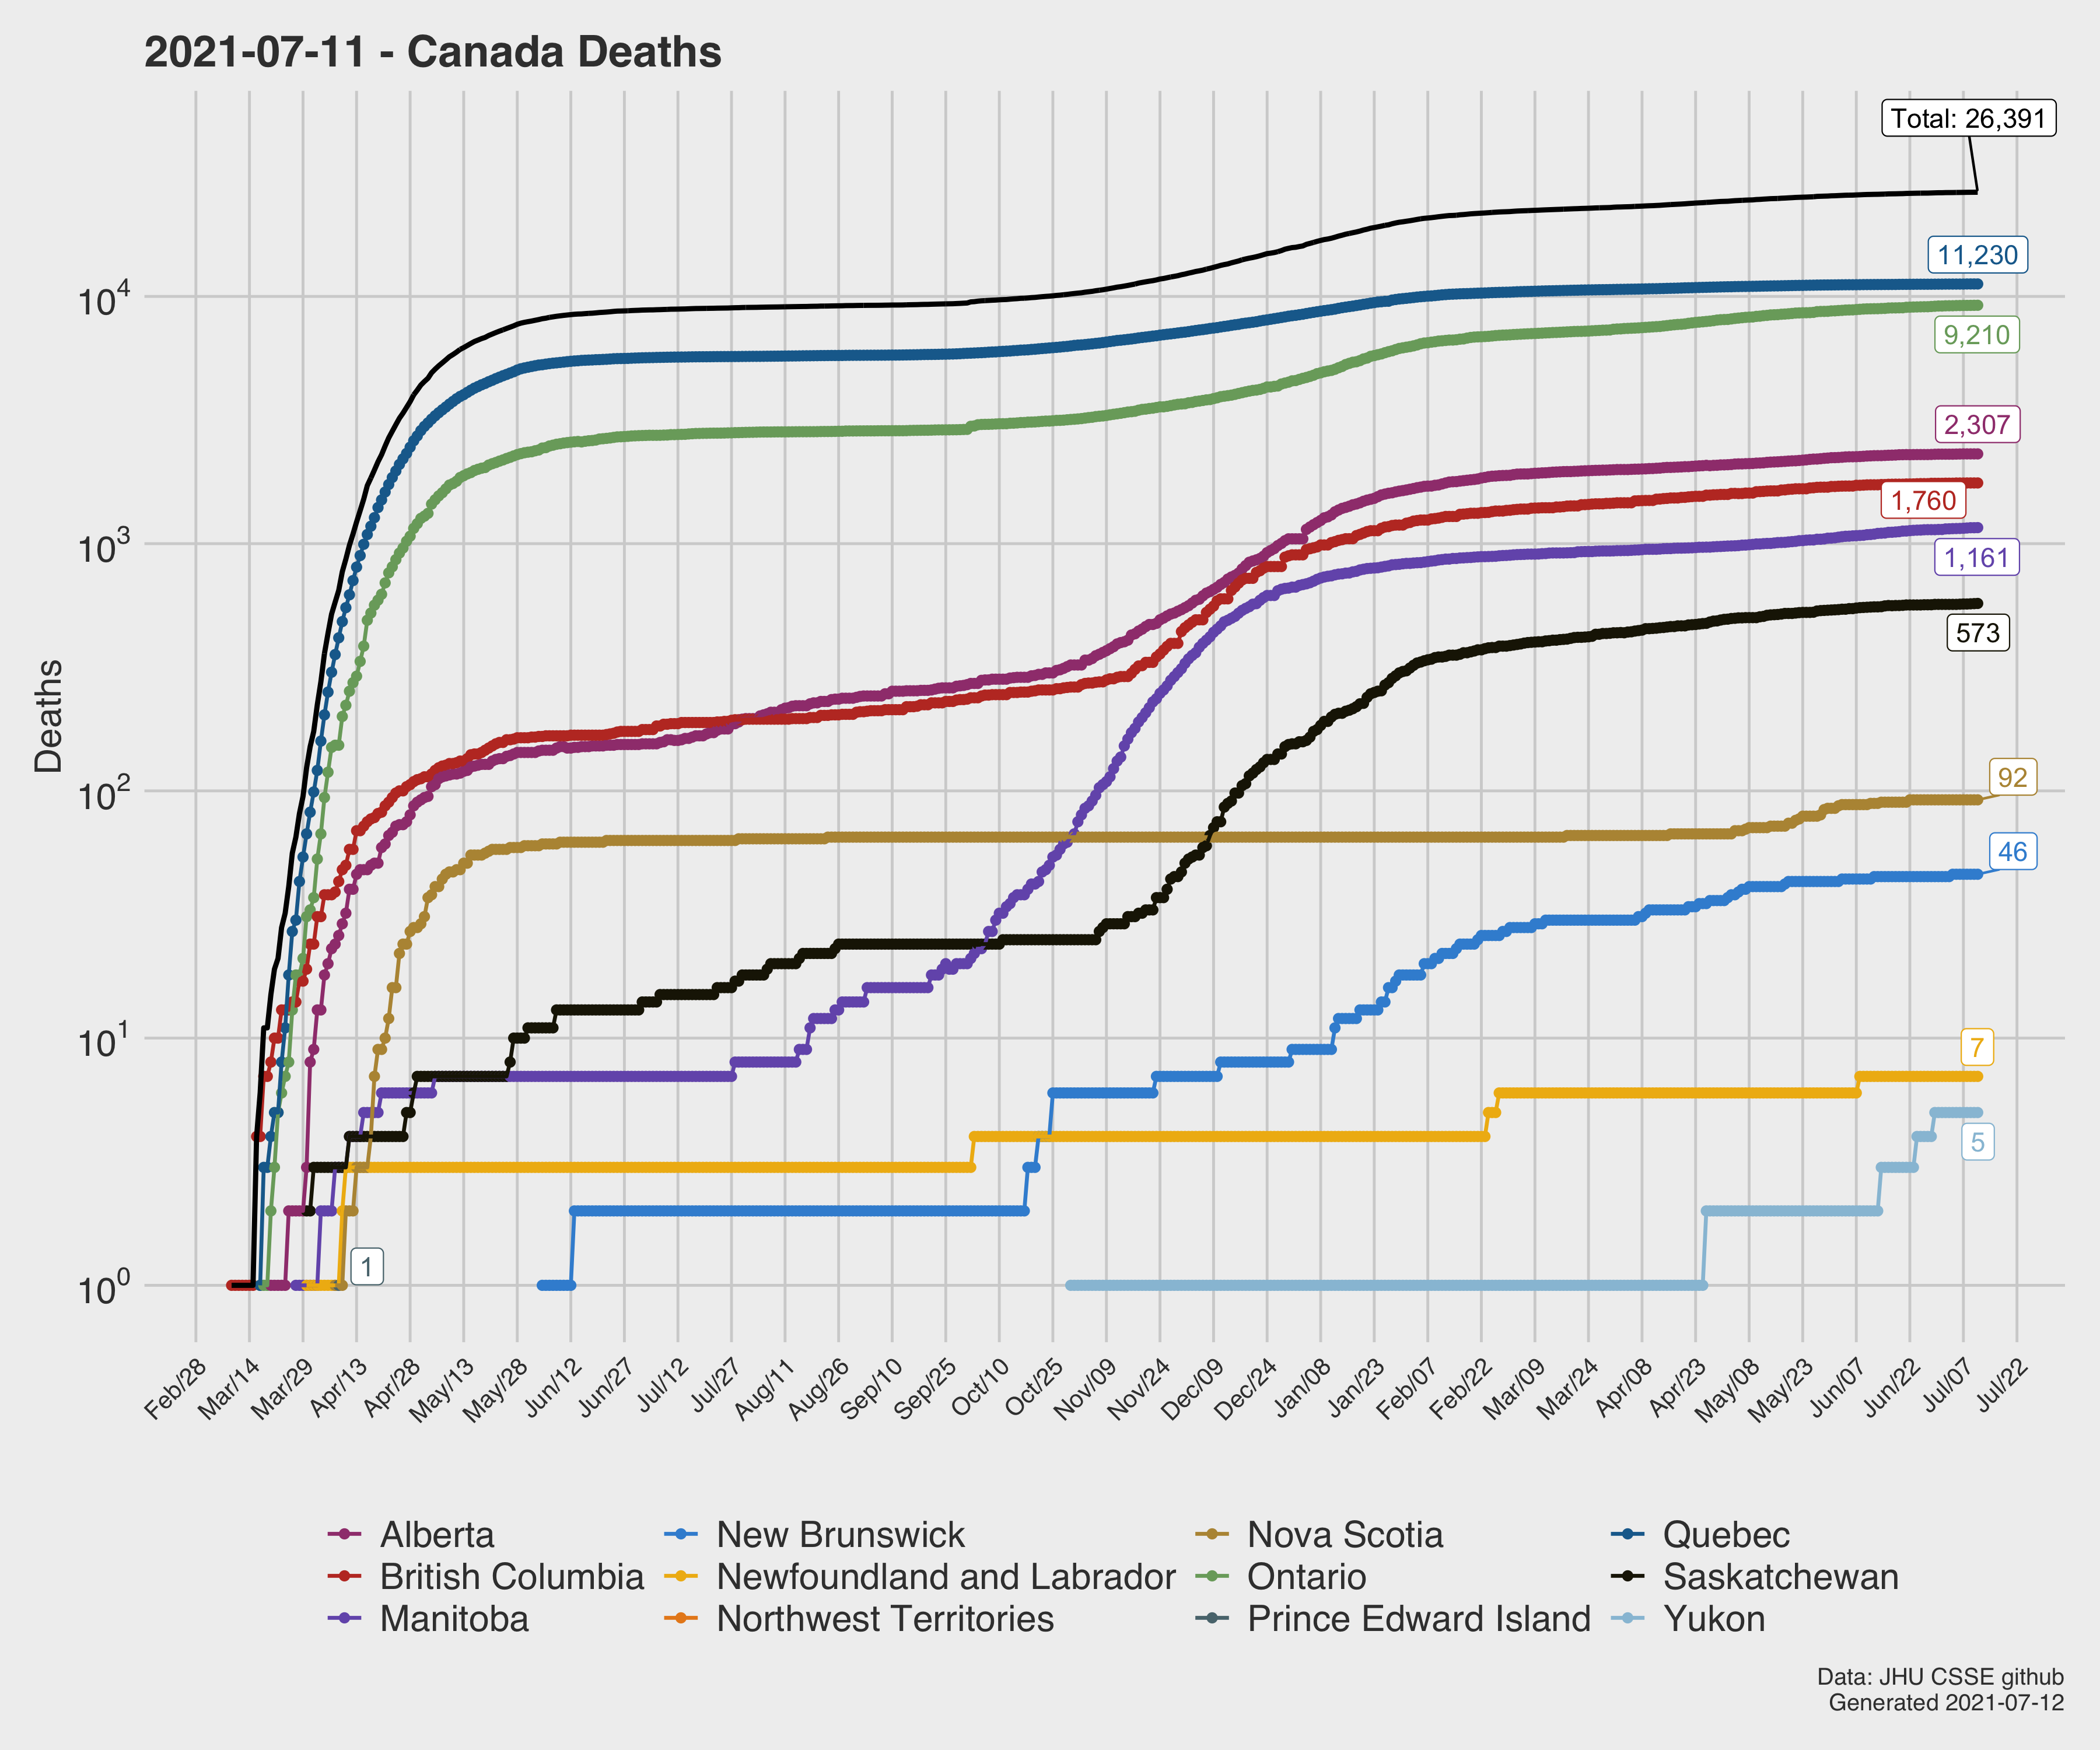 2021-07-11 - Canada Deaths
Total: 26,391
11,230
9,210
2,307
1,760
1,161
573
92
46
7
5
1
Deaths
10^4
10^3
10^2
10^1
10^0
Feb/28 Mar/14 Mar/29 Apr/13 Apr/28 May/13 May/28 Jun/12 Jun/27 Jul/12 Jul/27 Aug/11 Aug/26 Sep/10 Sep/25 Oct/10 Oct/25 Nov/09 Nov/24 Dec/09 Dec/24 Jan/08 Jan/23 Feb/07 Feb/22 Mar/09 Mar/24 Apr/08 Apr/23 May/08 May/23 Jun/07 Jun/22 Jul/07 Jul/22
Alberta New Brunswick Nova Scotia Quebec
British Columbia Newfoundland and Labrador Ontario Saskatchewan
Manitoba Northwest Territories Prince Edward Island Yukon
Data: JHU CSSE github
Generated 2021-07-12